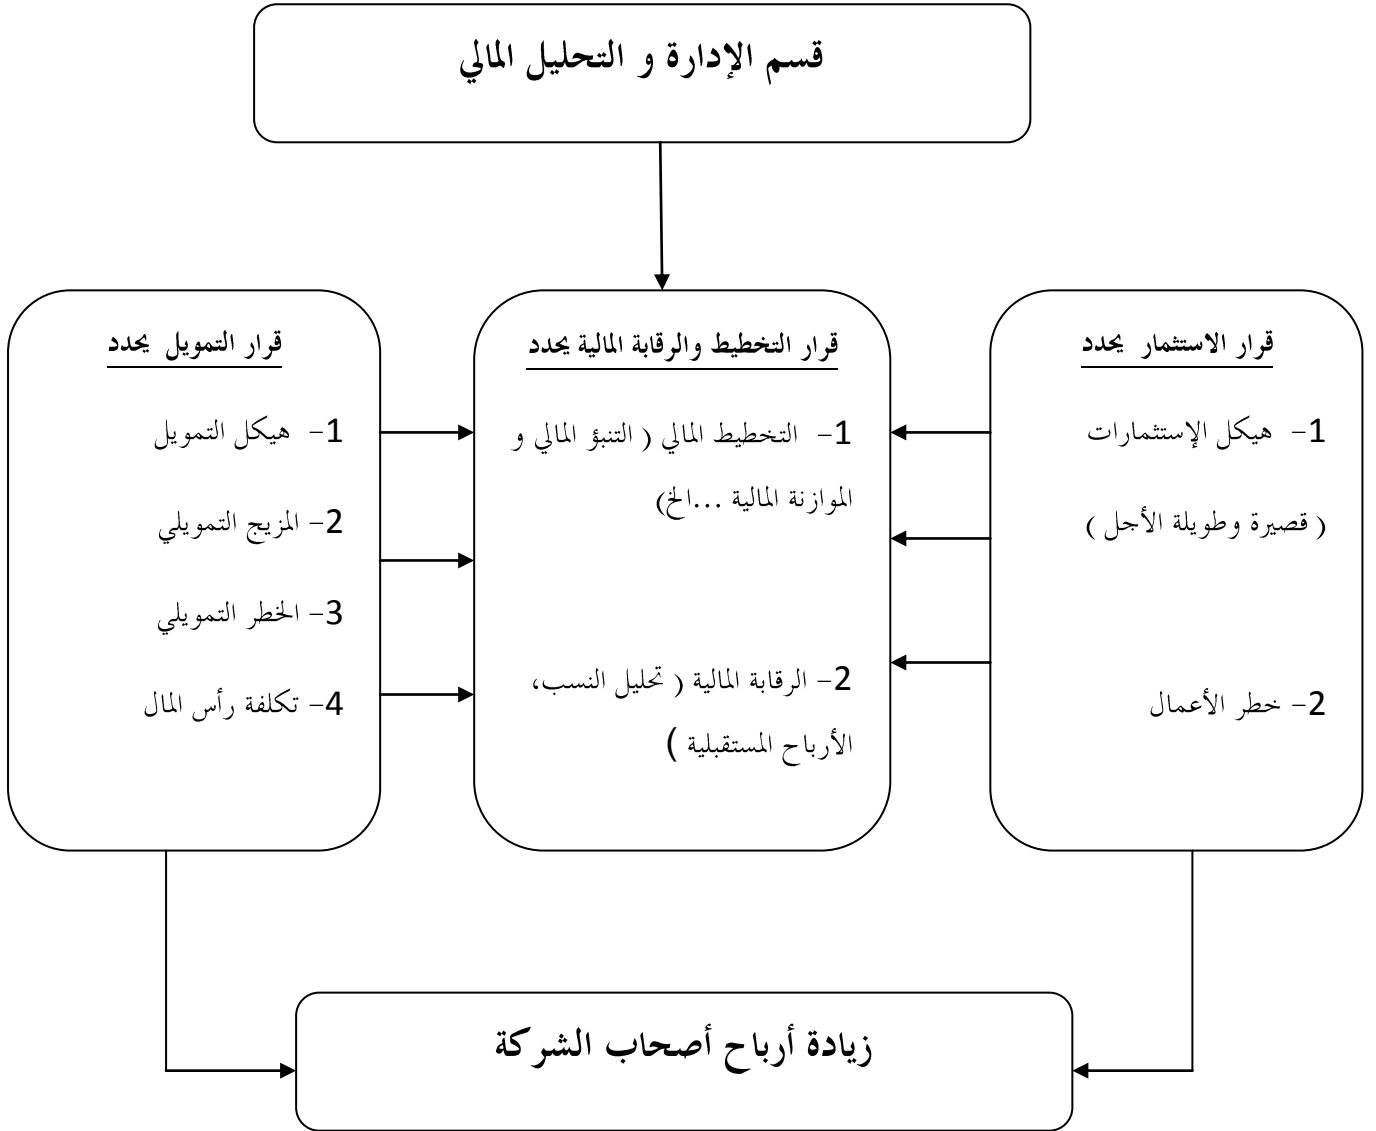 قسم الإدارة و التحليل المالي
قرار الاستثمار يحدد
1- هيكل الإستثمارات
( قصيرة وطويلة الأجل )
2- خطر الأعمال
قرار التخطيط والرقابة المالية يحدد
1- التخطيط المالي ( التنبؤ المالي و
الموازنة المالية ...الخ)
2- الرقابة المالية ( تحليل النسب،
الأرباح المستقبلية )
قرار التمويل يحدد
1- هيكل التمويل
2- المزيج التمويلي
3- الخطر التمويلي
4- تكلفة رأس المال
زيادة أرباح أصحاب الشركة